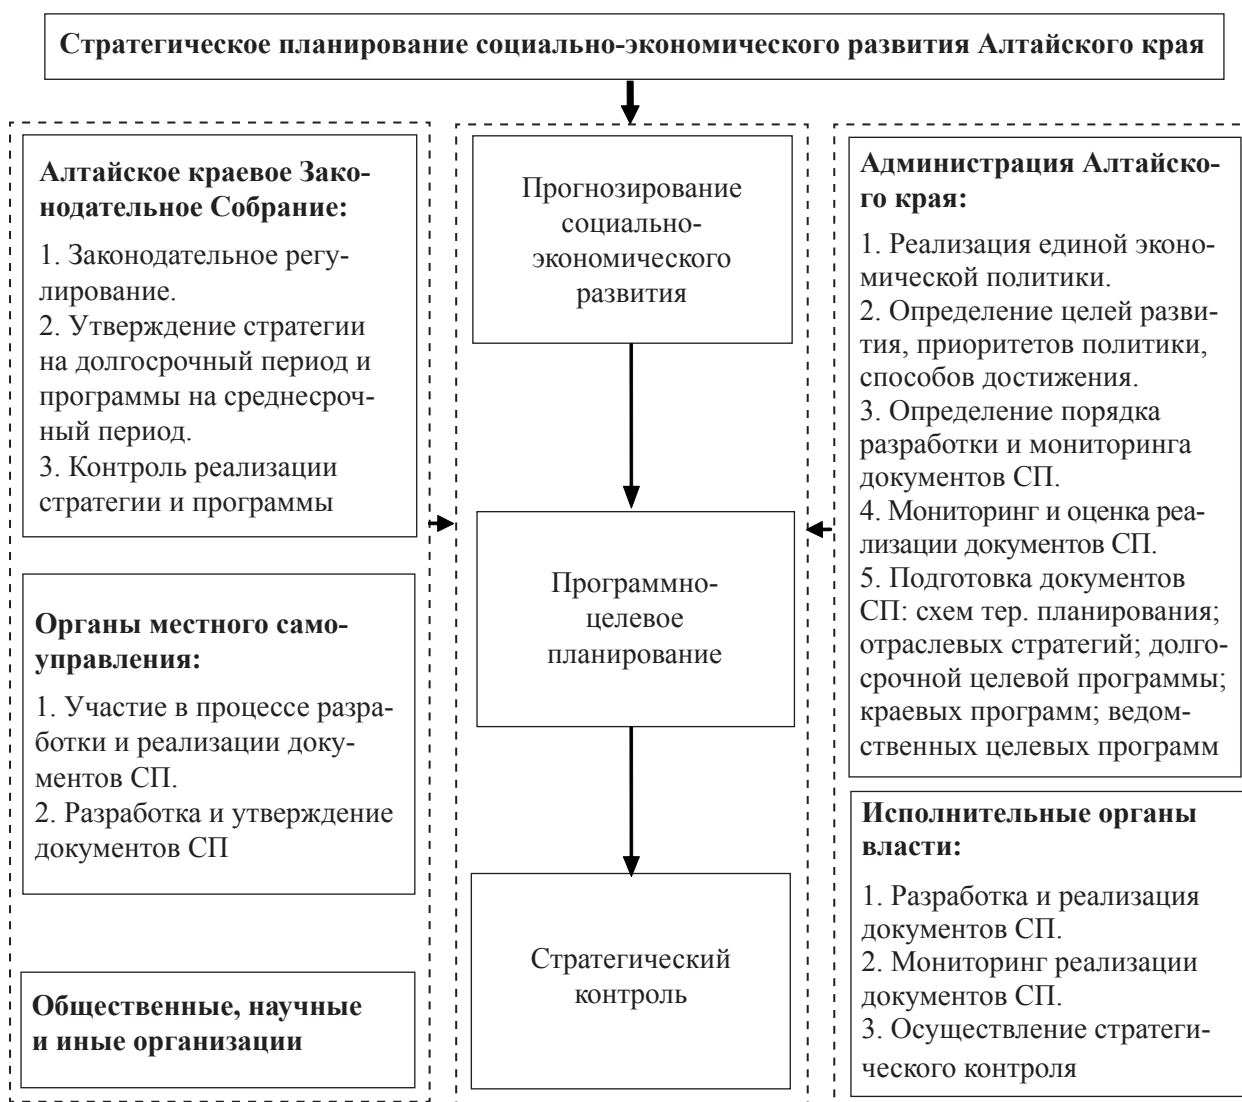 Стратегическое планирование социально-экономического развития Алтайского края
Алтайское краевое Зако-
нодательное Собрание:
1. Законодательное регу-
лирование.
2. Утверждение стратегии
на долгосрочный период и
программы на среднесроч-
ный период.
3. Контроль реализации
стратегии и программы
Органы местного само-
управления:
1. Участие в процессе разра-
ботки и реализации доку-
ментов СП.
2. Разработка и утверждение
документов СП
Общественные, научные
и иные организации
Прогнозирование
социально-
экономического
развития
Программно-
целевое
планирование
Стратегический
контроль
Администрация Алтайско-
го края:
1. Реализация единой эконо-
мической политики.
2. Определение целей разви-
тия, приоритетов политики,
способов достижения.
3. Определение порядка
разработки и мониторинга
документов СП.
4. Мониторинг и оценка реа-
лизации документов СП.
5. Подготовка документов
СП: схем тер. планирования;
отраслевых стратегий; долго-
срочной целевой программы;
краевых программ; ведом-
ственных целевых программ
Исполнительные органы
власти:
1. Разработка и реализация
документов СП.
2. Мониторинг реализации
документов СП.
3. Осуществление стратеги-
ческого контроля